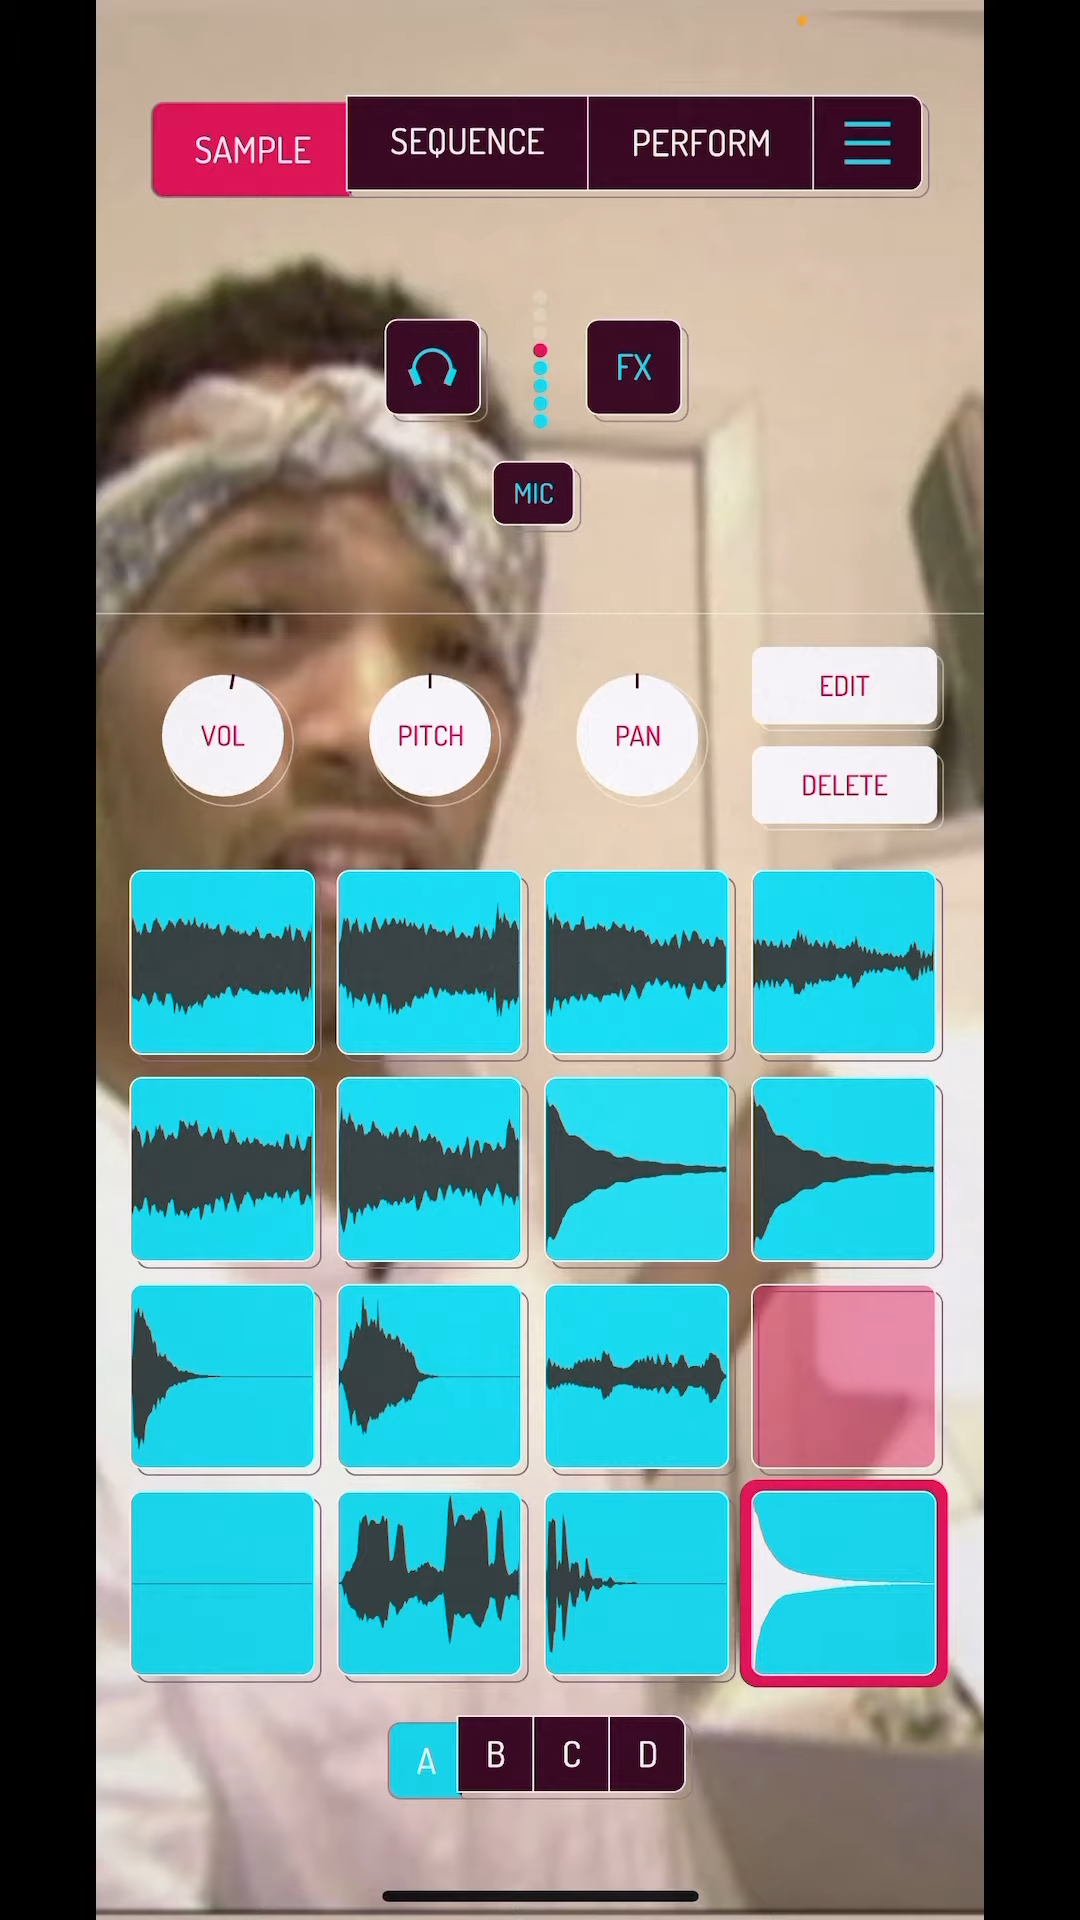 SAMPLE SEQUENCE PERFORM
FX
MIC
VOL PITCH PAN EDIT
DELETE
A B C D